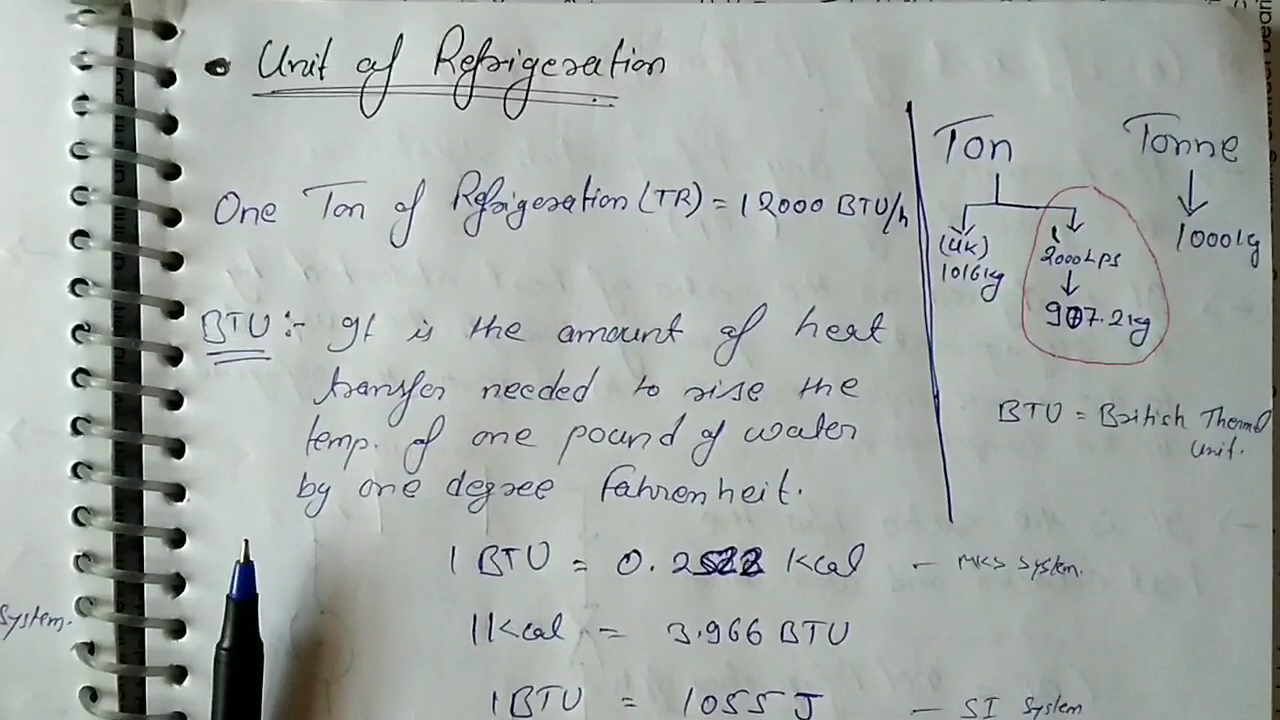 • Unit of Refrigeration
One Ton of Refrigeration (TR) = 12000 BTU/h
BTU :- It is the amount of heat
transfer needed to rise the
temp. of one pound of water
by one degree Fahrenheit.
1 BTU = 0.2522 Kcal – MKS System.
1 Kcal = 3.966 BTU
1 BTU = 1055 J – SI System
Ton Tonne
(UK) 2000 LPS 1000kg
1016kg
907.2kg
BTU = British Thermal
Unit.
System.